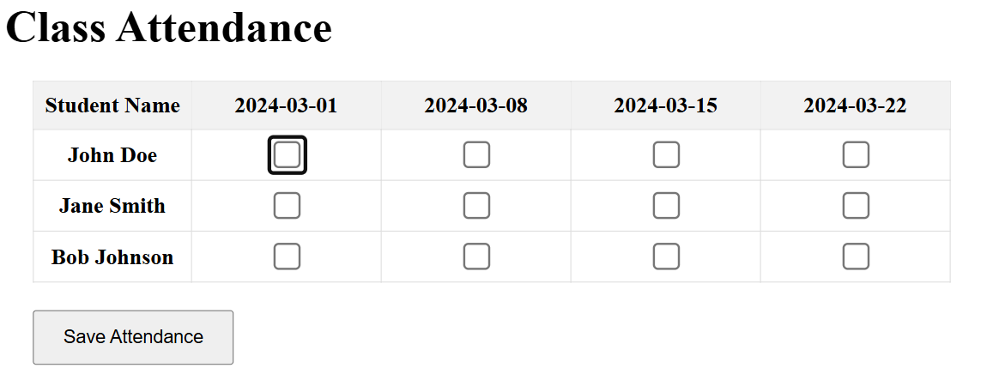 Class Attendance
Student Name 2024-03-01 2024-03-08 2024-03-15 2024-03-22
John Doe
Jane Smith
Bob Johnson
Save Attendance